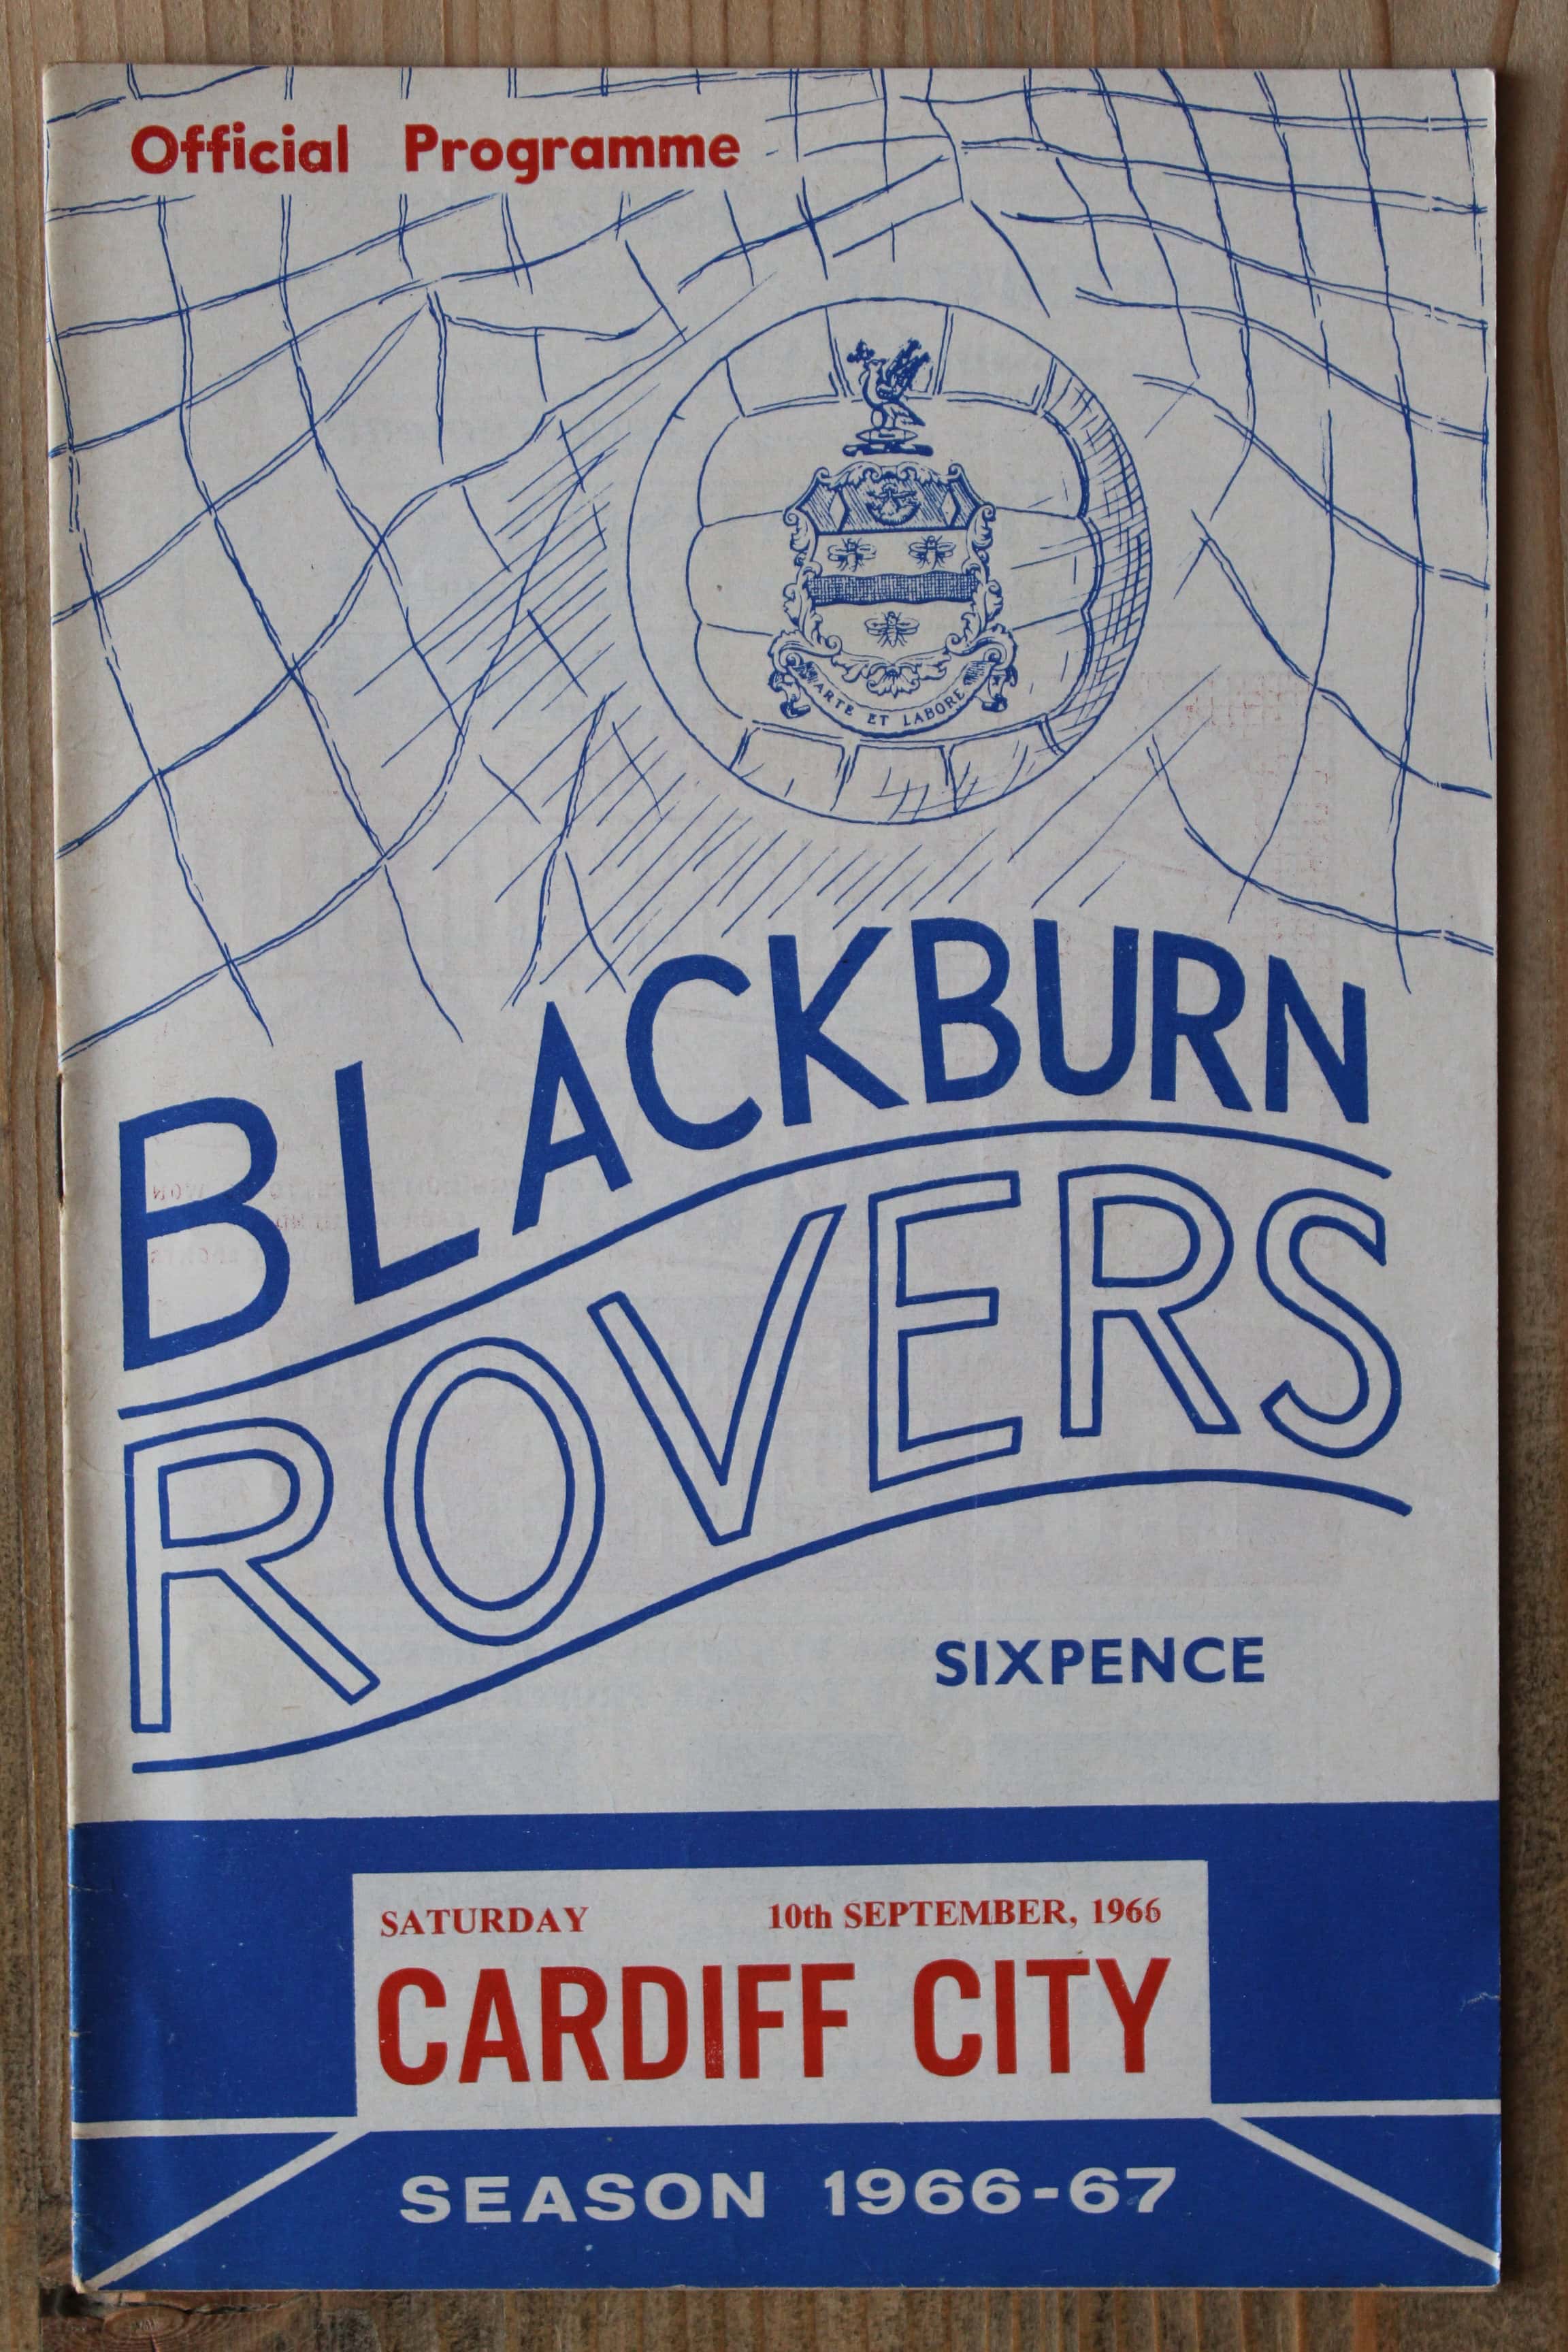 Official Programme
ARTE ET LABORE
BLACKBURN
ROVERS
SIXPENCE
SATURDAY 10th SEPTEMBER, 1966
CARDIFF CITY
SEASON 1966-67